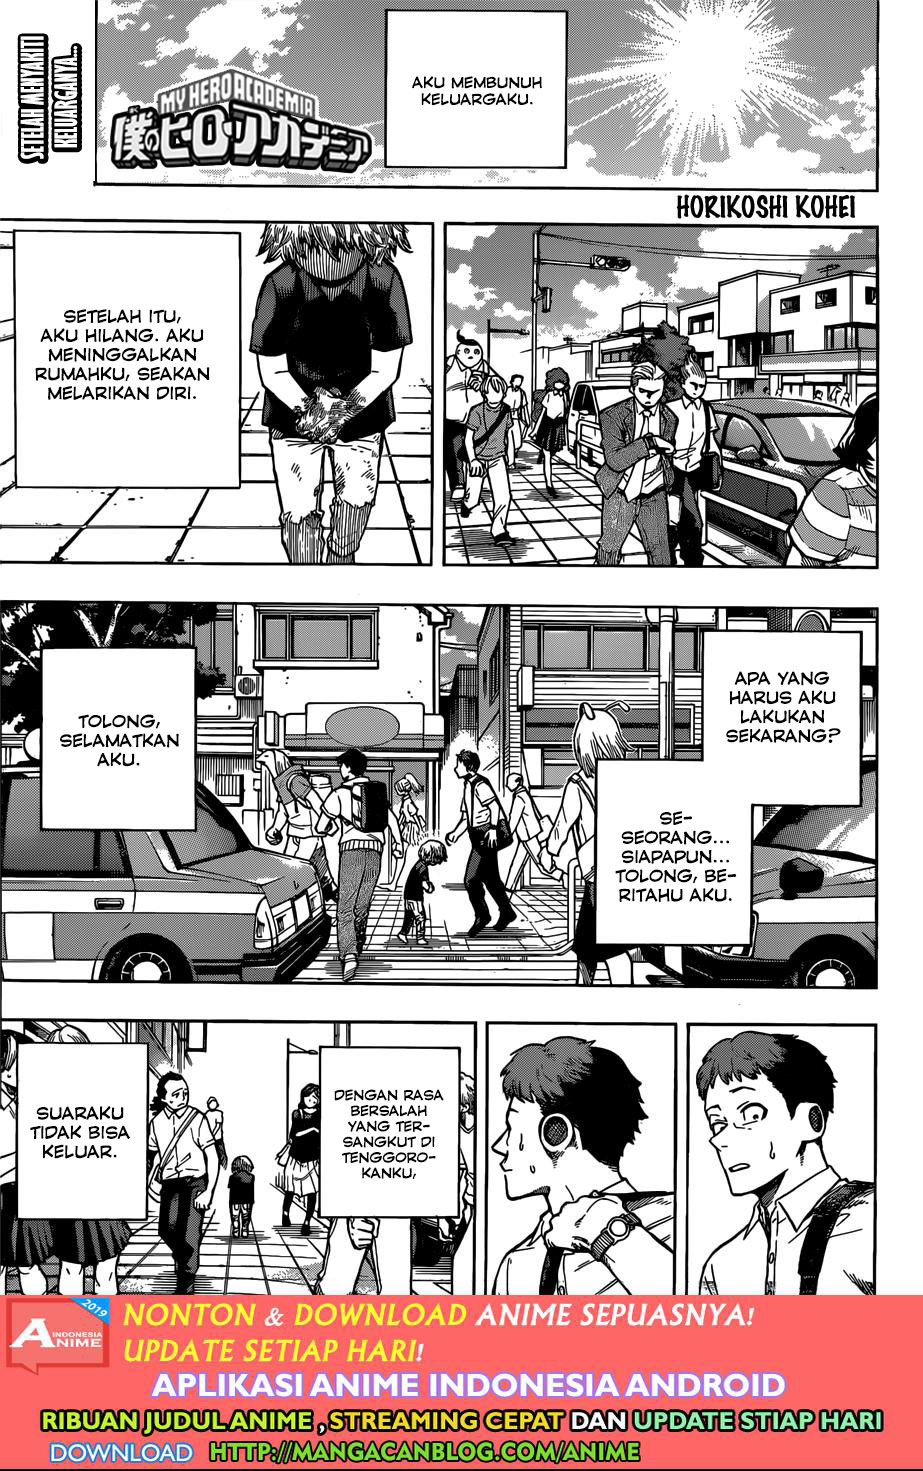 SETELAH MENYAKITI
KELUARGANYA...
MY HERO ACADEMIA
僕のヒーローアカデミア
AKU MEMBUNUH
KELUARGAKU.
HORIKOSHI KOHEI
SETELAH ITU,
AKU HILANG. AKU
MENINGGALKAN
RUMAHKU, SEAKAN
MELARIKAN DIRI.
APA YANG
HARUS AKU
LAKUKAN
SEKARANG?
SE-
SEORANG...
SIAPAPUN...
TOLONG, BE-
RITAHU AKU.
TOLONG,
SELAMATKAN
AKU.
DENGAN RASA
BERSALAH
YANG TER-
SANGKUT DI
TENGGORO-
KANKU,
SUARAKU
TIDAK BISA
KELUAR.
2019
INDONESIA
ANIME
NONTON & DOWNLOAD ANIME SEPUASNYA!
UPDATE SETIAP HARI!
APLIKASI ANIME INDONESIA ANDROID
RIBUAN JUDUL ANIME , STREAMING CEPAT DAN UPDATE STIAP HARI
DOWNLOAD HTTP://MANGACANBLOG.COM/ANIME